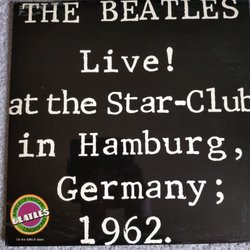 THE BEATLES
Live!
at the Star-Club
in Hamburg,
Germany;
1962.
BEATLES